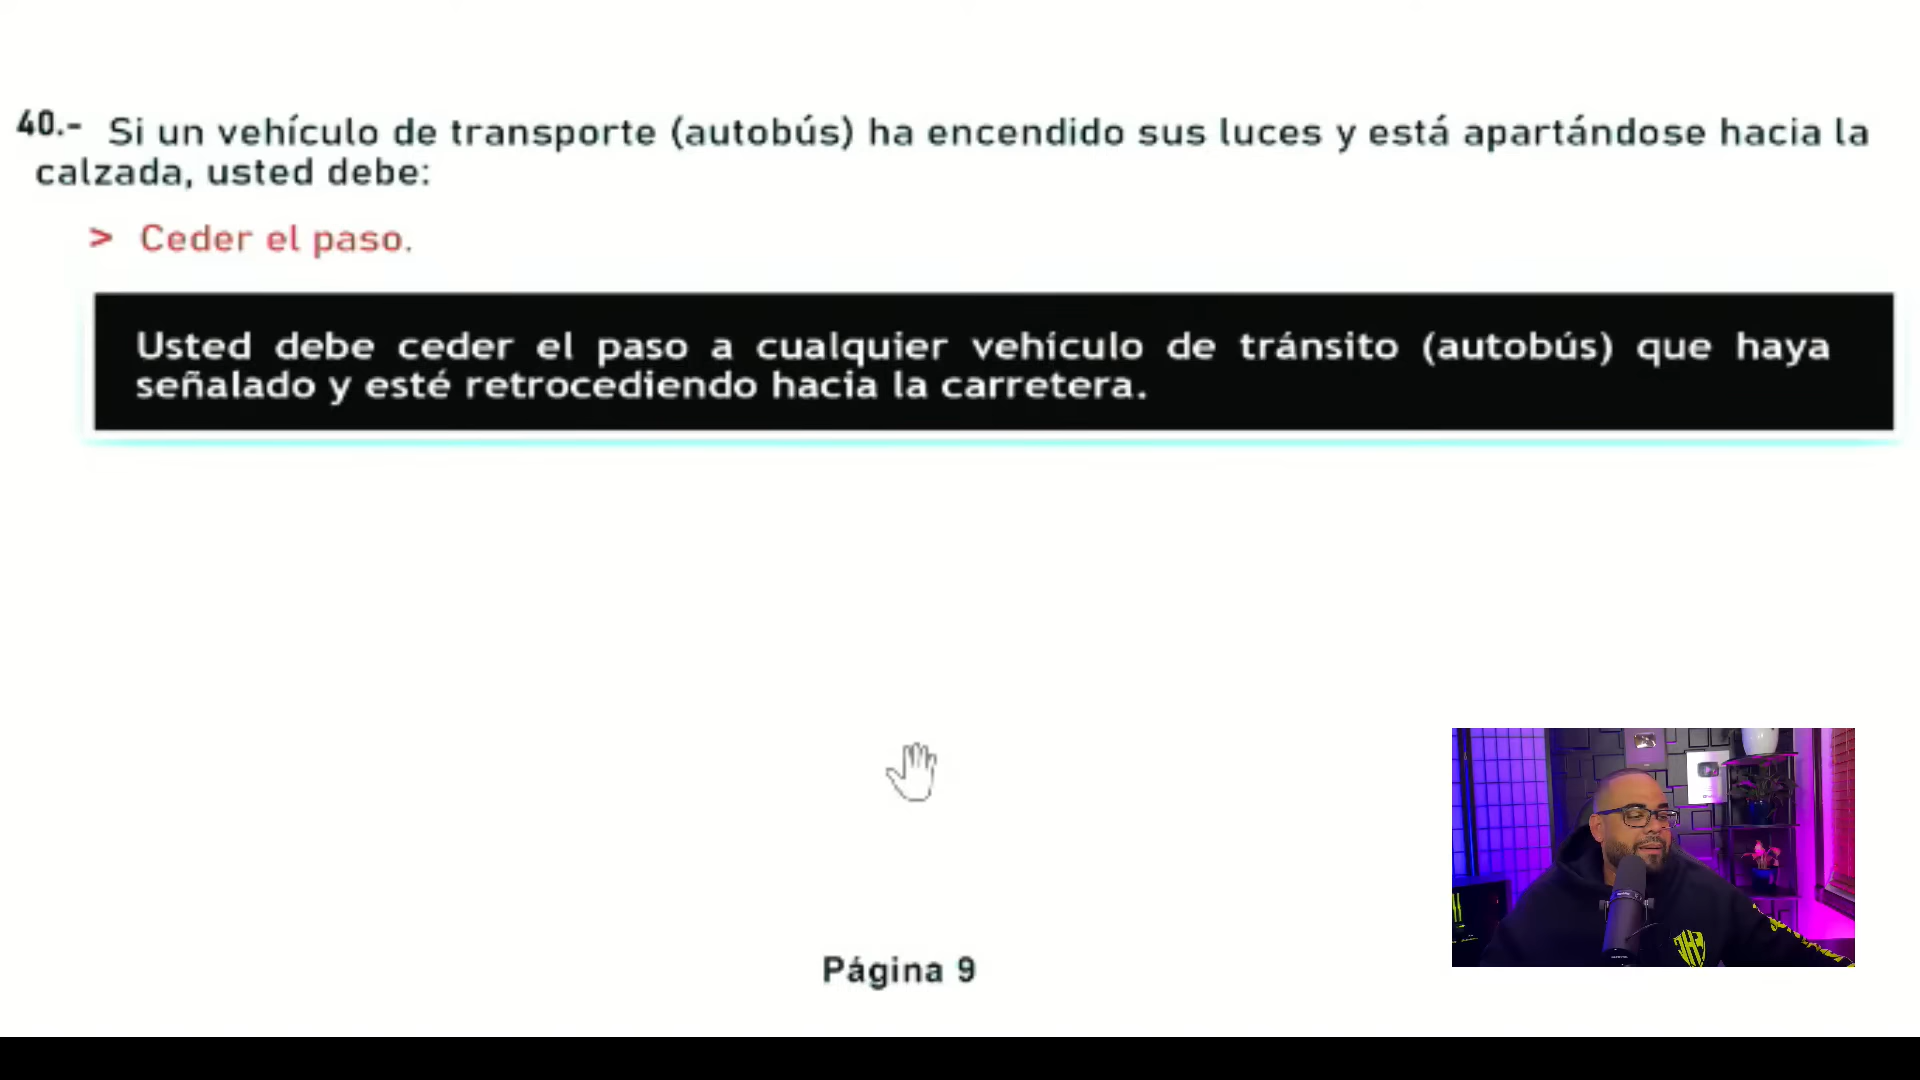 40.- Si un vehículo de transporte (autobús) ha encendido sus luces y está apartándose hacia la
calzada, usted debe:
> Ceder el paso.
Usted debe ceder el paso a cualquier vehículo de tránsito (autobús) que haya
señalado y esté retrocediendo hacia la carretera.
Página 9